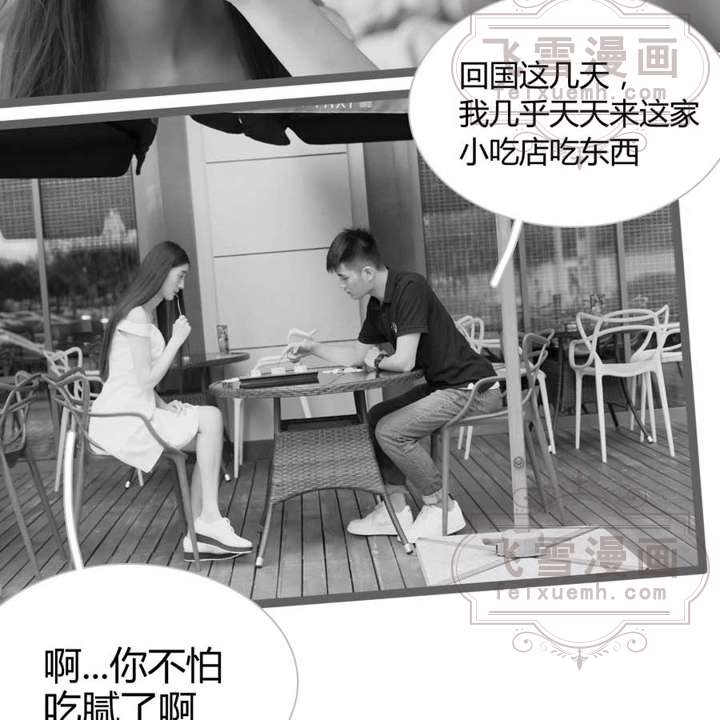 飞雪漫画
feixuemh.com
回国这几天，
我几乎天天来这家
小吃店吃东西
飞雪漫画
feixuemh.com
啊...你不怕
吃腻了啊